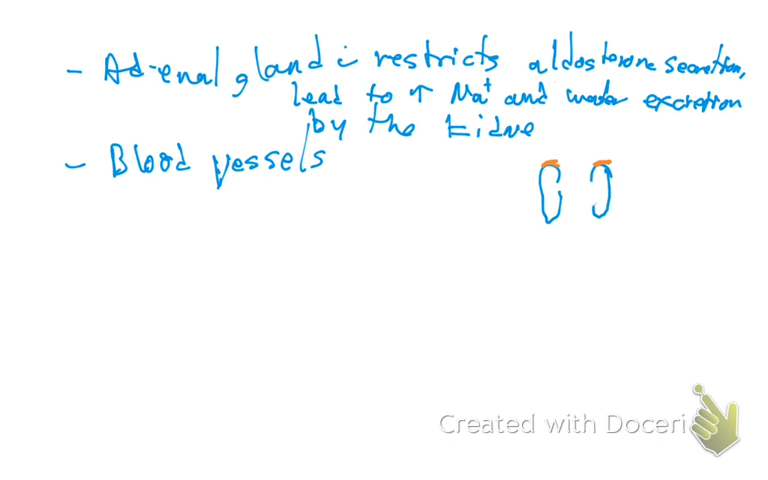 - Adrenal gland : restricts aldosterone secretion,
lead to ↑ Na+ and water excretion
by the kidne
- Blood vessels
Created with Doceri